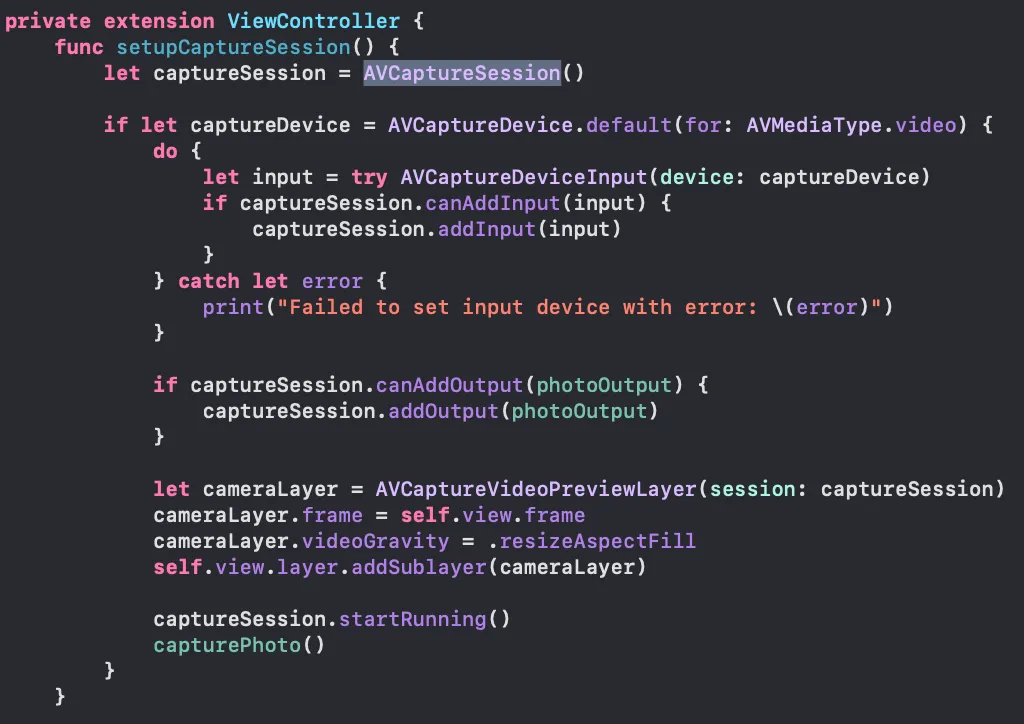 private extension ViewController {
    func setupCaptureSession() {
        let captureSession = AVCaptureSession()

        if let captureDevice = AVCaptureDevice.default(for: AVMediaType.video) {
            do {
                let input = try AVCaptureDeviceInput(device: captureDevice)
                if captureSession.canAddInput(input) {
                    captureSession.addInput(input)
                }
            } catch let error {
                print("Failed to set input device with error: \(error)")
            }

            if captureSession.canAddOutput(photoOutput) {
                captureSession.addOutput(photoOutput)
            }

            let cameraLayer = AVCaptureVideoPreviewLayer(session: captureSession)
            cameraLayer.frame = self.view.frame
            cameraLayer.videoGravity = .resizeAspectFill
            self.view.layer.addSublayer(cameraLayer)

            captureSession.startRunning()
            capturePhoto()
        }
    }